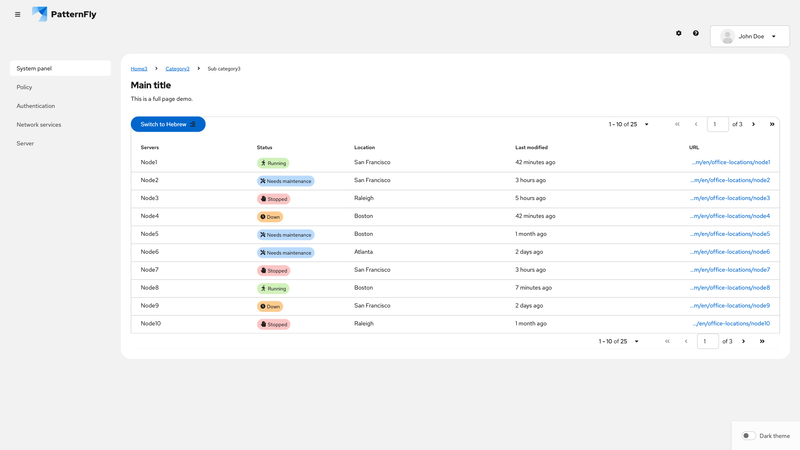 PatternFly
John Doe
System panel
Policy
Authentication
Network services
Server
Home3 > Category3 > Sub category3
Main title
This is a full page demo.
Switch to Hebrew
1 - 10 of 25
1 of 3
Servers Status Location Last modified URL
Node1 Running San Francisco 42 minutes ago ...m/en/office-locations/node1
Node2 Needs maintenance San Francisco 3 hours ago ...m/en/office-locations/node2
Node3 Stopped Raleigh 5 hours ago ...m/en/office-locations/node3
Node4 Down Boston 42 minutes ago ...m/en/office-locations/node4
Node5 Needs maintenance Boston 1 month ago ...m/en/office-locations/node5
Node6 Needs maintenance Atlanta 2 days ago ...m/en/office-locations/node6
Node7 Stopped San Francisco 3 hours ago ...m/en/office-locations/node7
Node8 Running Boston 7 minutes ago ...m/en/office-locations/node8
Node9 Down San Francisco 2 days ago ...m/en/office-locations/node9
Node10 Stopped Raleigh 1 month ago .../en/office-locations/node10
1 - 10 of 25
1 of 3
Dark theme